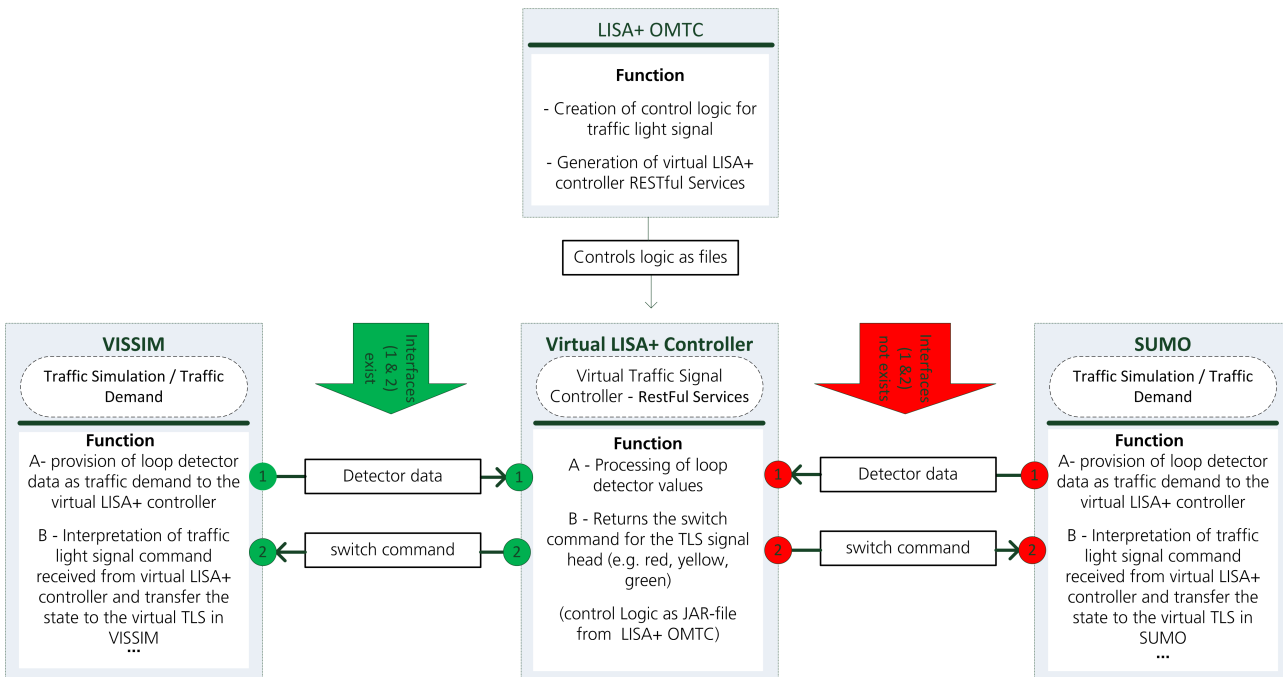 LISA+ OMTC
Function
- Creation of control logic for
traffic light signal
- Generation of virtual LISA+
controller RESTful Services
Controls logic as files
VISSIM
Traffic Simulation / Traffic
Demand
Function
A- provision of loop detector
data as traffic demand to the
virtual LISA+ controller
B - Interpretation of traffic
light signal command
received from virtual LISA+
controller and transfer the
state to the virtual TLS in
VISSIM
...
Interfaces
(1 & 2)
exist
1
Detector data
1
2
switch command
2
Virtual LISA+ Controller
Virtual Traffic Signal
Controller - RestFul Services
Function
A - Processing of loop
detector values
B - Returns the switch
command for the TLS signal
head (e.g. red, yellow,
green)
(control Logic as JAR-file
from LISA+ OMTC)
Interfaces
(1 &2)
not exists
1
Detector data
1
2
switch command
2
SUMO
Traffic Simulation / Traffic
Demand
Function
A- provision of loop detector
data as traffic demand to the
virtual LISA+ controller
B - Interpretation of traffic
light signal command
received from virtual LISA+
controller and transfer the
state to the virtual TLS in
SUMO
...